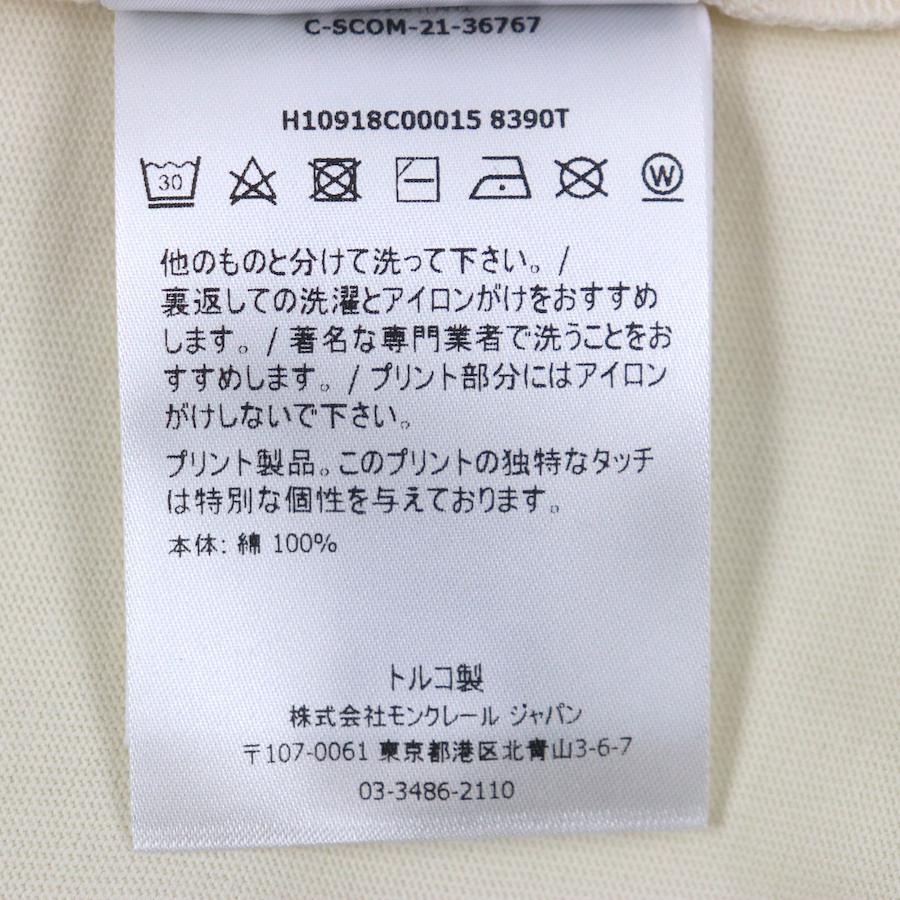 C-SCOM-21-36767
H10918C00015 8390T
30
W
他のものと分けて洗って下さい。/
裏返しての洗濯とアイロンがけをおすすめ
します。/ 著名な専門業者で洗うことをお
すすめします。/ プリント部分にはアイロン
がけしないで下さい。
プリント製品。このプリントの独特なタッチ
は特別な個性を与えております。
本体: 綿 100%
トルコ製
株式会社モンクレール ジャパン
〒107-0061 東京都港区北青山3-6-7
03-3486-2110